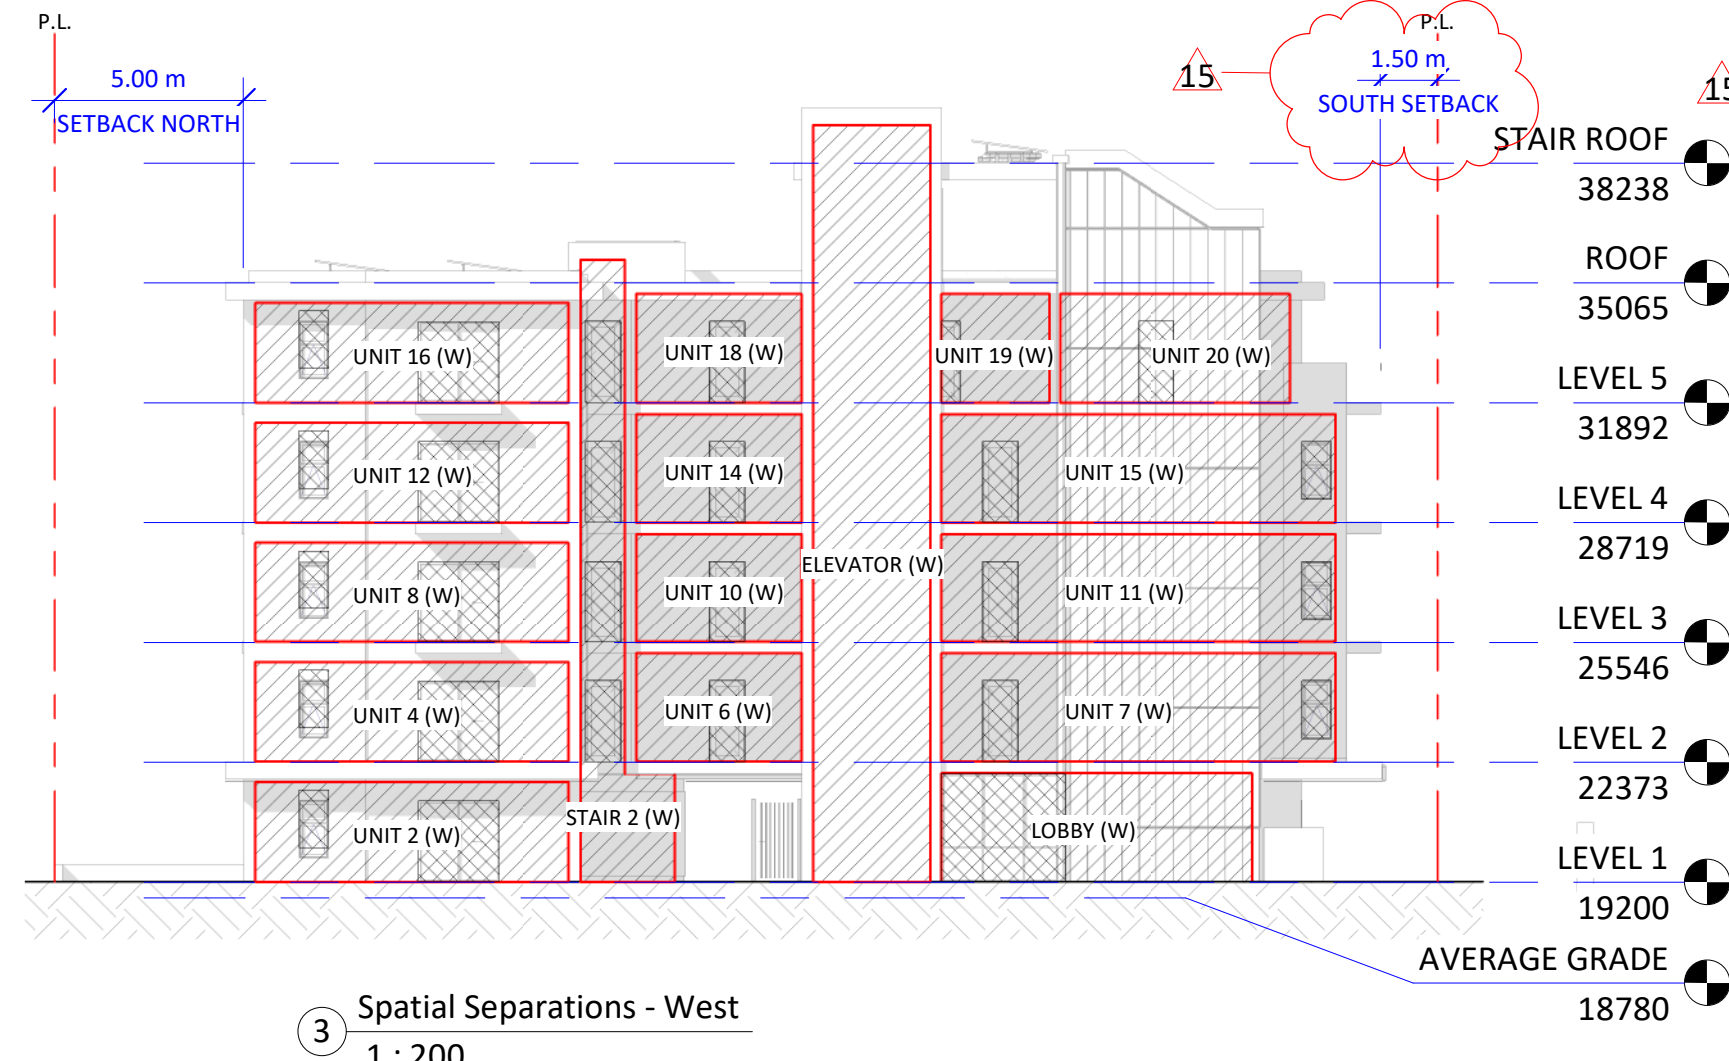 P.L.
P.L.
5.00 m
SETBACK NORTH
15
1.50 m
SOUTH SETBACK
15
STAIR ROOF
38238
ROOF
35065
UNIT 16 (W)
UNIT 18 (W)
UNIT 19 (W)
UNIT 20 (W)
LEVEL 5
31892
UNIT 12 (W)
UNIT 14 (W)
UNIT 15 (W)
LEVEL 4
28719
ELEVATOR (W)
UNIT 8 (W)
UNIT 10 (W)
UNIT 11 (W)
LEVEL 3
25546
UNIT 4 (W)
UNIT 6 (W)
UNIT 7 (W)
LEVEL 2
22373
UNIT 2 (W)
STAIR 2 (W)
LOBBY (W)
LEVEL 1
19200
AVERAGE GRADE
18780
3
Spatial Separations - West
1 : 200